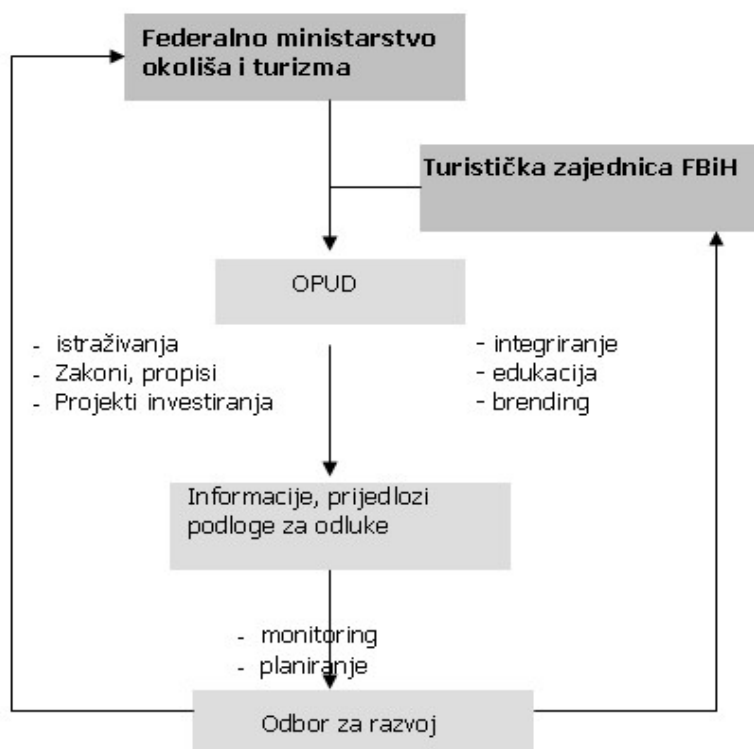 Federalno ministarstvo
okoliša i turizma
Turistička zajednica FBiH
OPUD
- istraživanja
- Zakoni, propisi
- Projekti investiranja
- integriranje
- edukacija
- brending
Informacije, prijedlozi
podloge za odluke
- monitoring
- planiranje
Odbor za razvoj